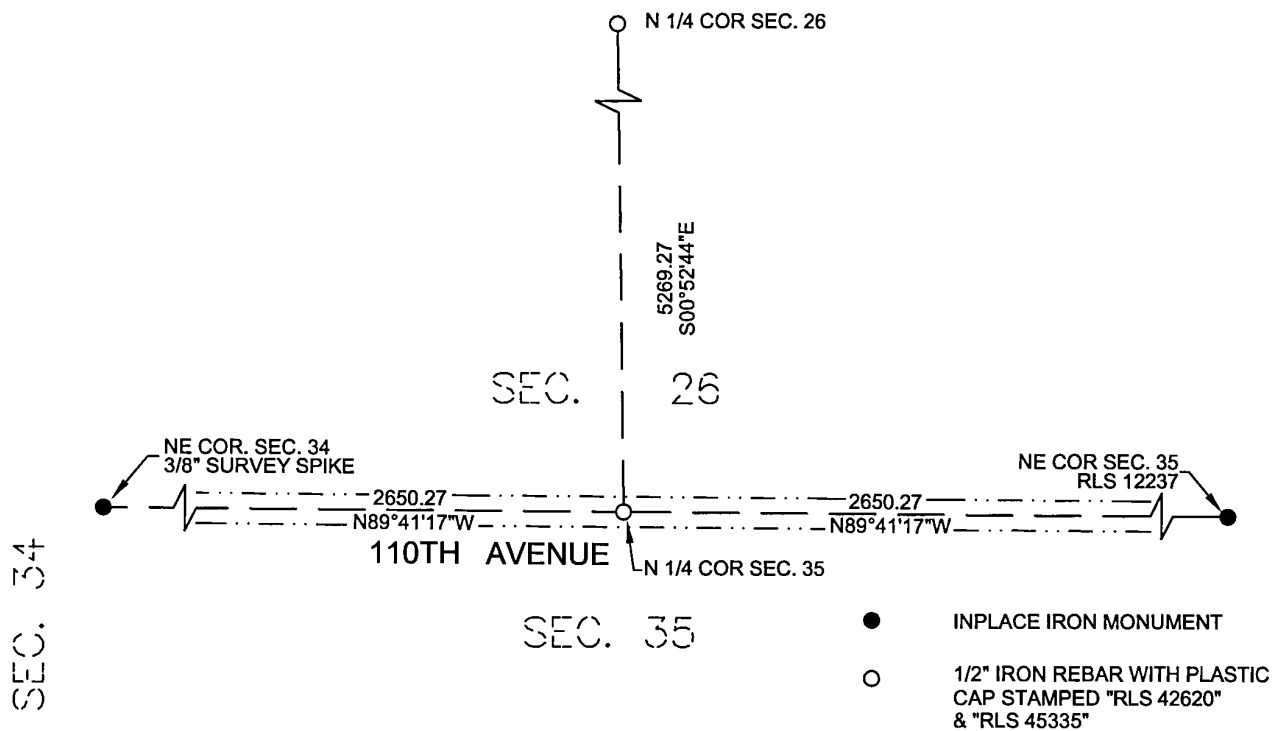 N 1/4 COR SEC. 26
5269.27
S00°52'44"E
SEC. 26
NE COR. SEC. 34
3/8" SURVEY SPIKE
NE COR SEC. 35
RLS 12237
2650.27
N89°41'17"W
2650.27
N89°41'17"W
110TH AVENUE
N 1/4 COR SEC. 35
SEC. 34
SEC. 35
INPLACE IRON MONUMENT
1/2" IRON REBAR WITH PLASTIC
CAP STAMPED "RLS 42620"
& "RLS 45335"